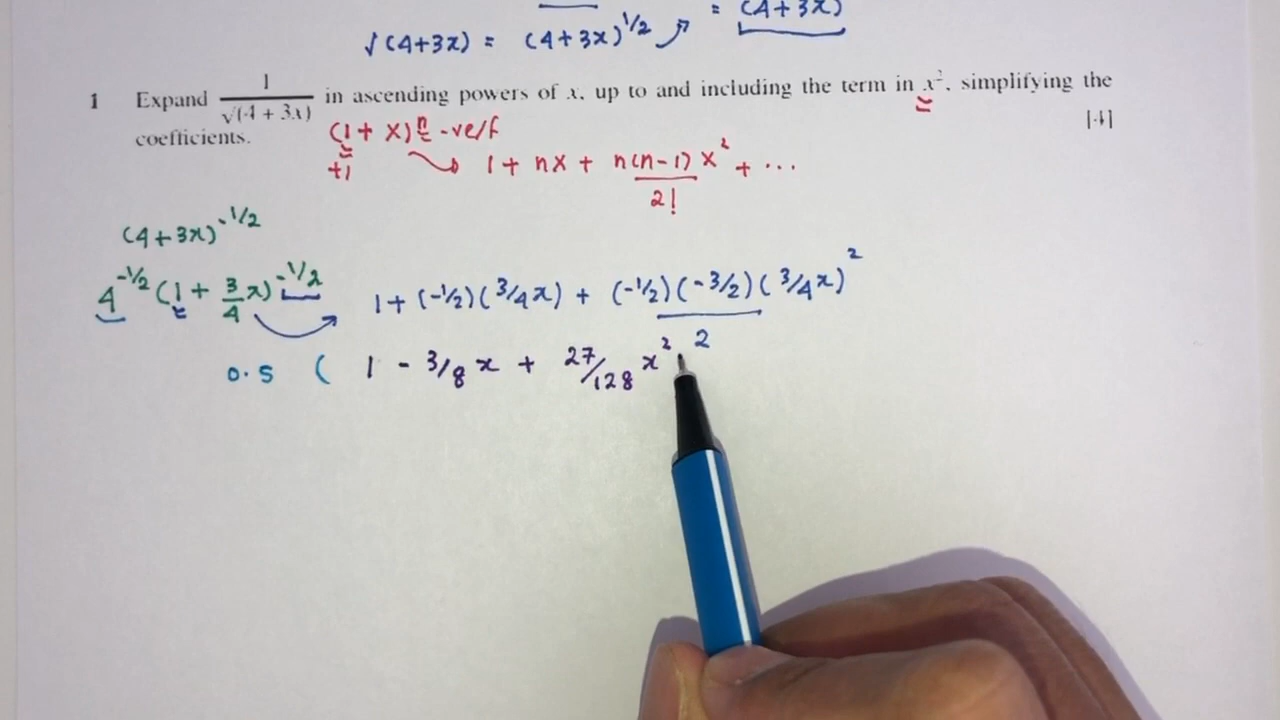 = (4+3x)
√(4+3x) = (4+3x)^1/2
1 Expand 1/√(4 + 3x) in ascending powers of x, up to and including the term in x², simplifying the
coefficients. [4]
(1 + x)^n -ve/f
+1 → 1 + nx + n(n-1)/2! x² + ...
(4+3x)^-1/2
4^-1/2 (1 + 3/4 x)^-1/2 → 1 + (-1/2)(3/4x) + (-1/2)(-3/2)(3/4x)²/2
0.5 ( 1 - 3/8 x + 27/128 x²